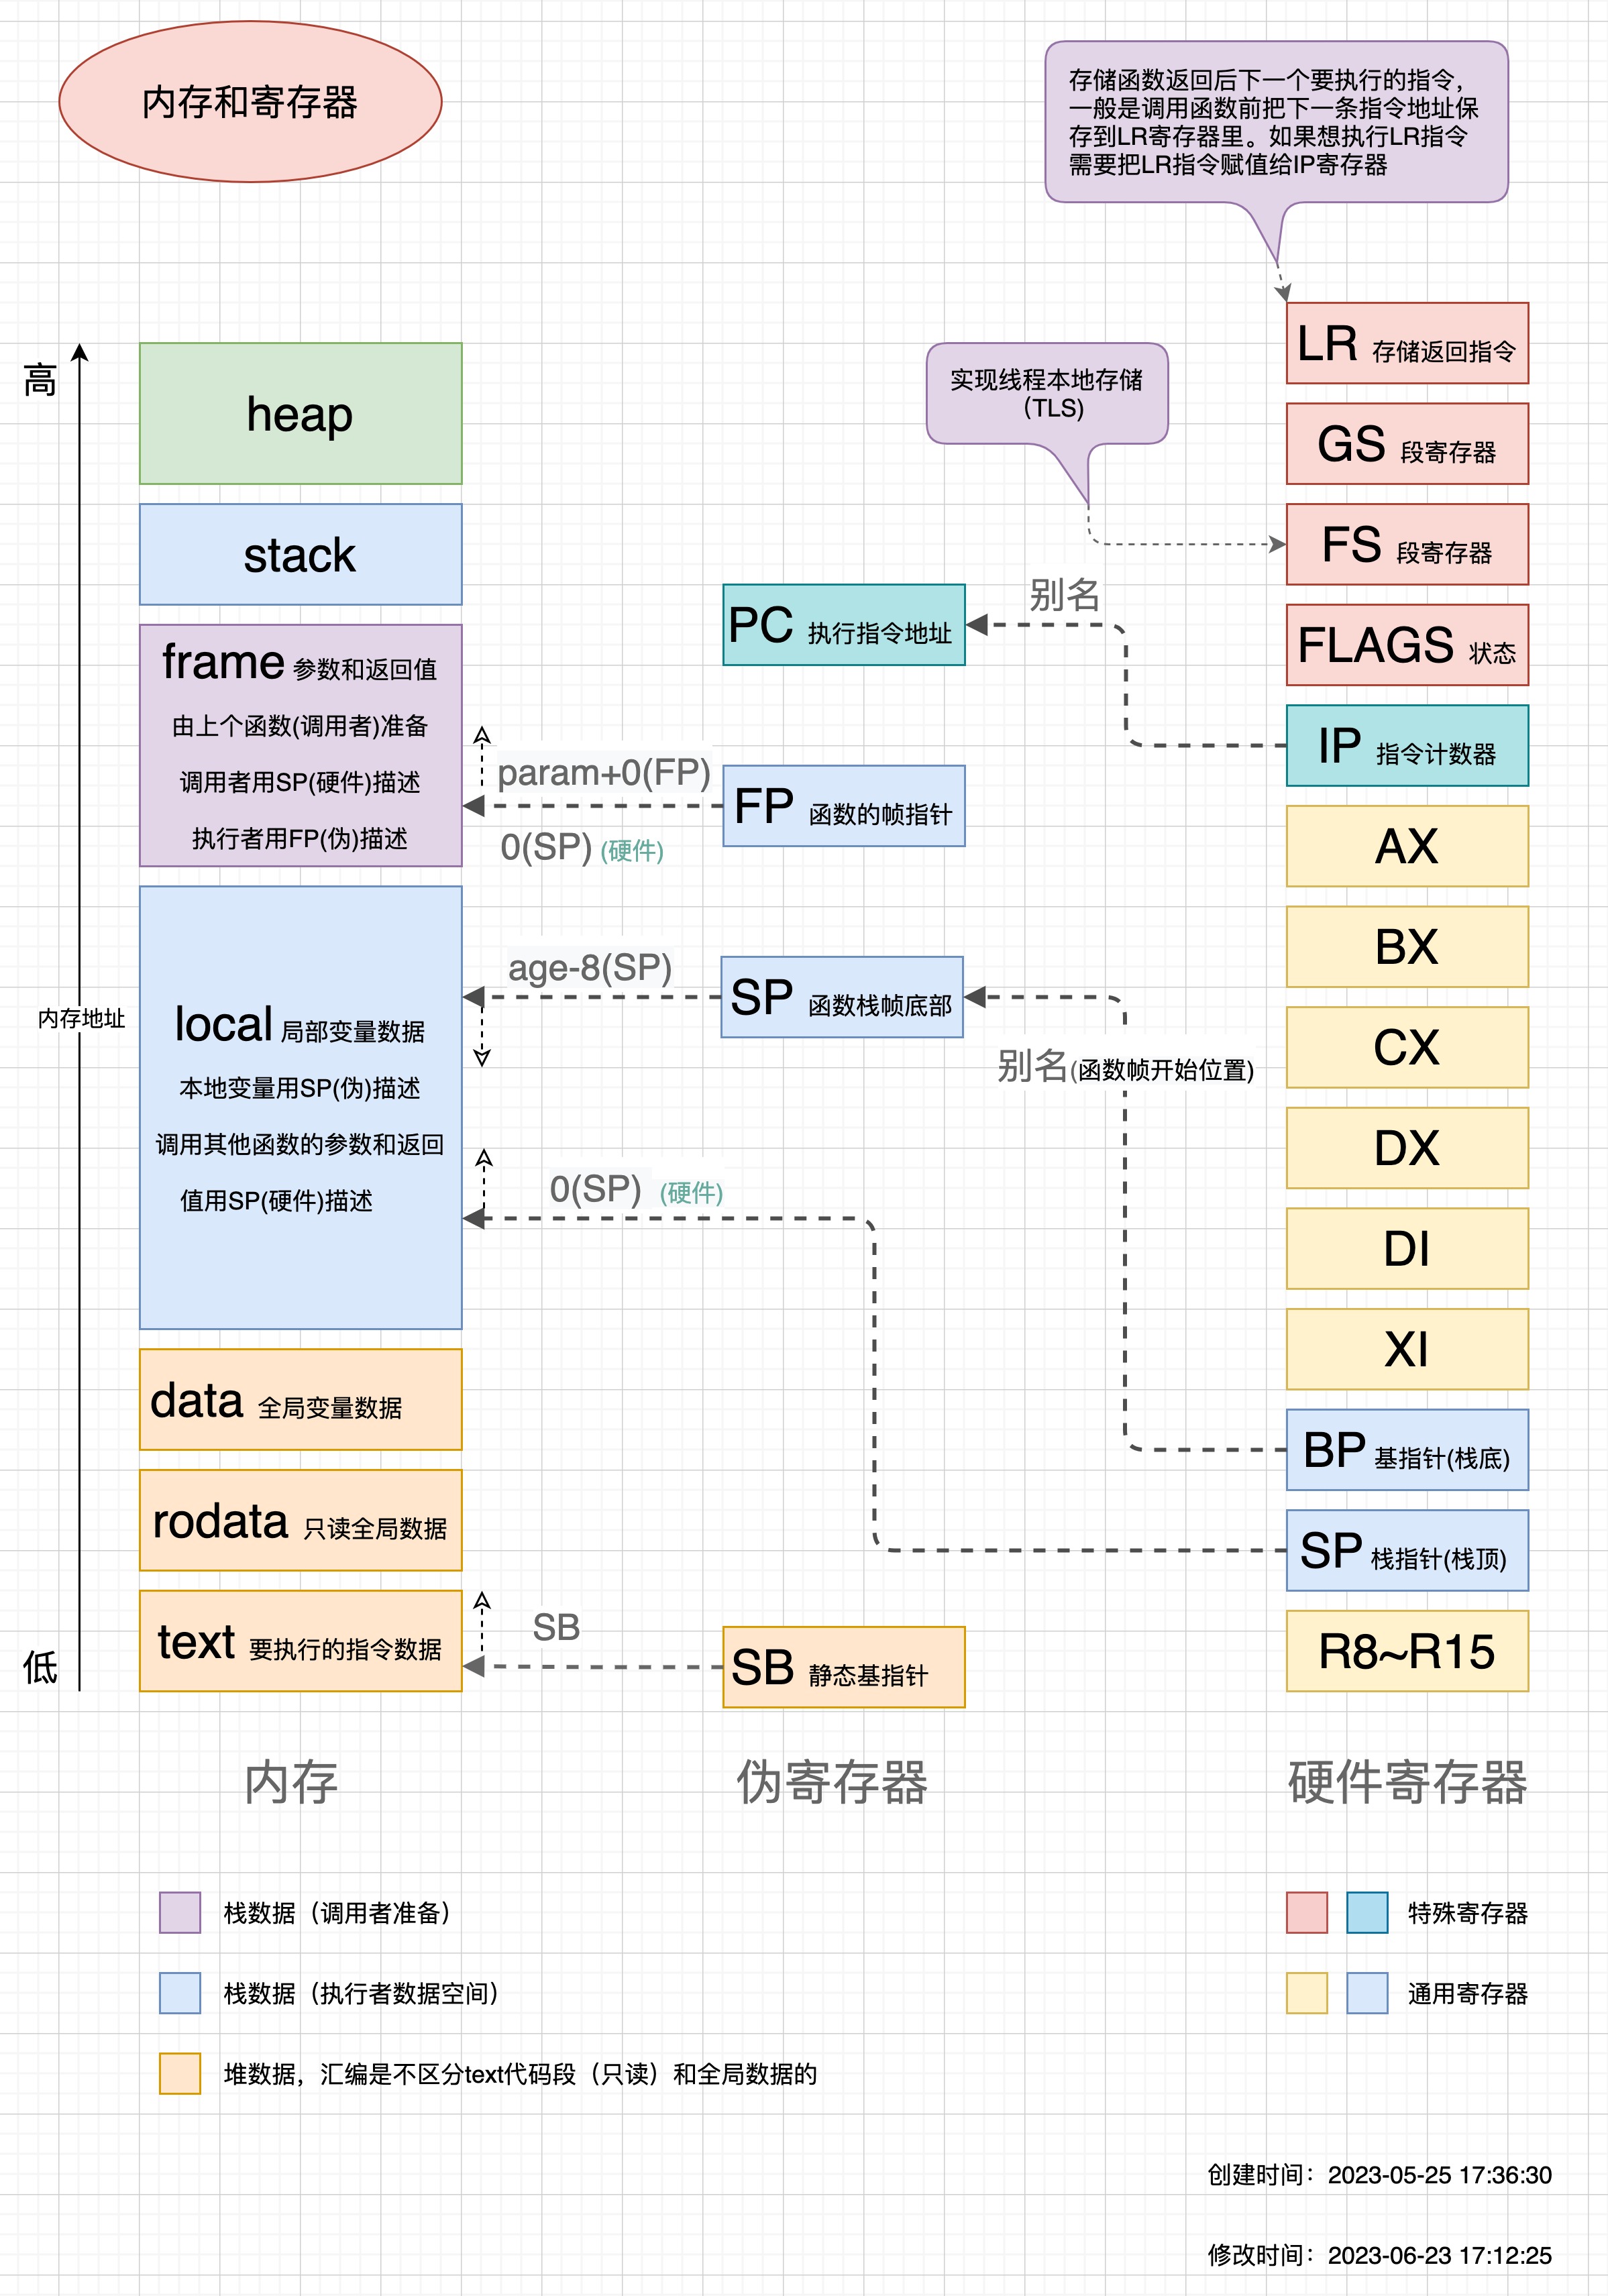 内存和寄存器
存储函数返回后下一个要执行的指令，
一般是调用函数前把下一条指令地址保
存到LR寄存器里。如果想执行LR指令
需要把LR指令赋值给IP寄存器
实现线程本地存储
(TLS)
高
内存地址
低
heap
stack
frame 参数和返回值
由上个函数(调用者)准备
调用者用SP(硬件)描述
执行者用FP(伪)描述
local 局部变量数据
本地变量用SP(伪)描述
调用其他函数的参数和返回
值用SP(硬件)描述
data 全局变量数据
rodata 只读全局数据
text 要执行的指令数据
param+0(FP)
0(SP) (硬件)
age-8(SP)
0(SP) (硬件)
SB
PC 执行指令地址
FP 函数的帧指针
SP 函数栈帧底部
SB 静态基指针
别名
别名(函数帧开始位置)
LR 存储返回指令
GS 段寄存器
FS 段寄存器
FLAGS 状态
IP 指令计数器
AX
BX
CX
DX
DI
XI
BP 基指针(栈底)
SP 栈指针(栈顶)
R8~R15
内存
伪寄存器
硬件寄存器
栈数据（调用者准备）
栈数据（执行者数据空间）
堆数据，汇编是不区分text代码段（只读）和全局数据的
特殊寄存器
通用寄存器
创建时间：2023-05-25 17:36:30
修改时间：2023-06-23 17:12:25